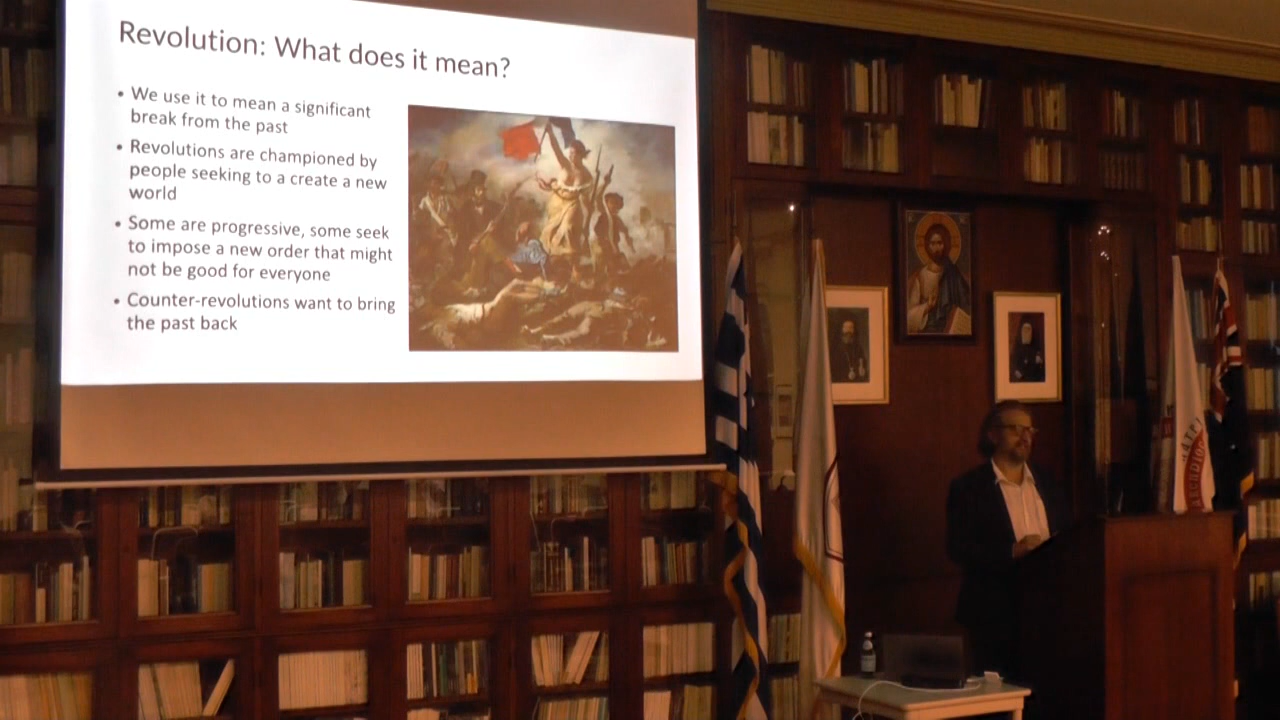 Revolution: What does it mean?
• We use it to mean a significant
break from the past
• Revolutions are championed by
people seeking to a create a new
world
• Some are progressive, some seek
to impose a new order that might
not be good for everyone
• Counter-revolutions want to bring
the past back